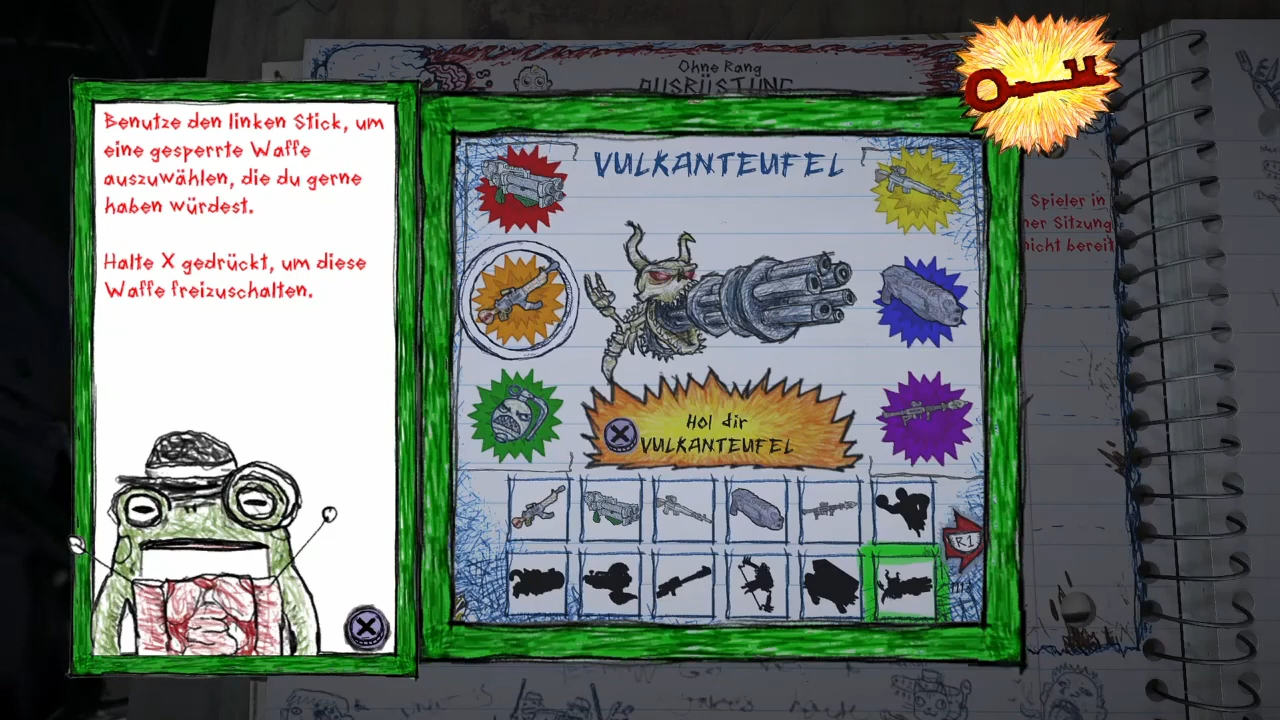 Ohne Rang
AUSRÜSTUNG
Benutze den linken Stick, um
eine gesperrte Waffe
auszuwählen, die du gerne
haben würdest.
Halte X gedrückt, um diese
Waffe freizuschalten.
VULKANTEUFEL
Spieler in
Sitzung
nicht bereit
Hol dir
VULKANTEUFEL
R1